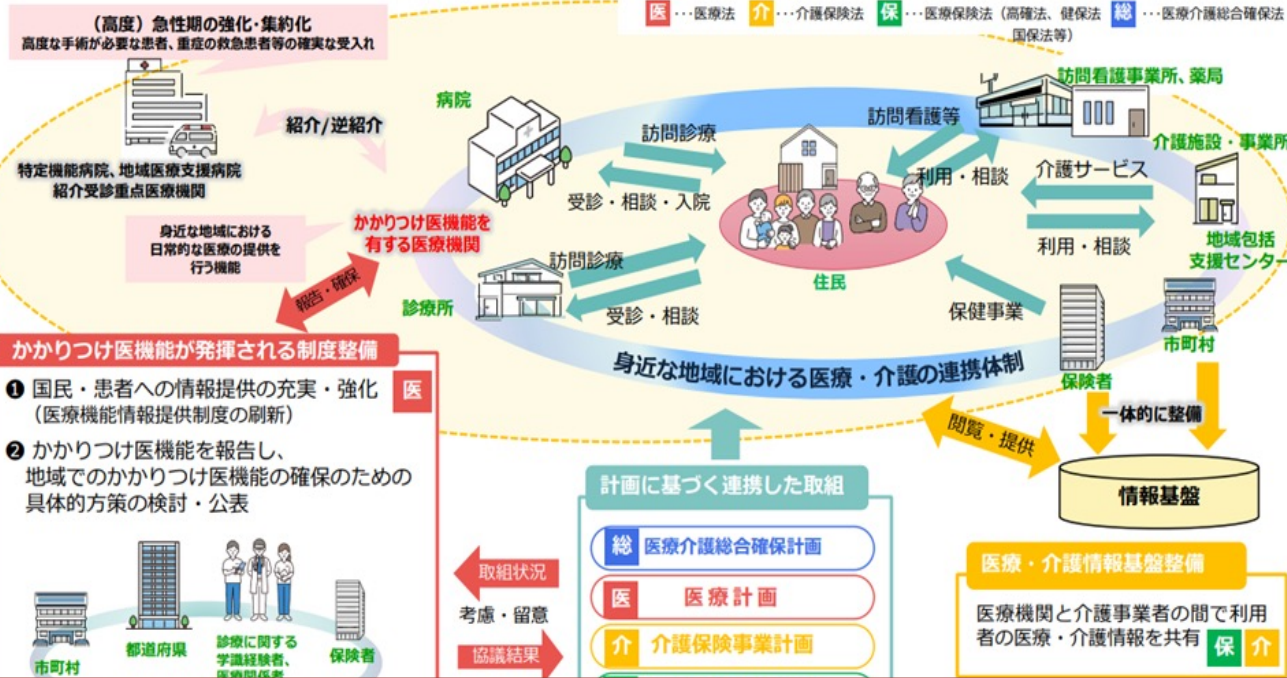 (高度)急性期の強化・集約化
高度な手術が必要な患者、重症の救急患者等の確実な受入れ
医 ･･･医療法 介 ･･･介護保険法 保 ･･･医療保険法(高確法、健保法
国保法等)
総 ･･･医療介護総合確保法
特定機能病院、地域医療支援病院
紹介受診重点医療機関
紹介/逆紹介
身近な地域における
日常的な医療の提供を
行う機能
かかりつけ医機能を
有する医療機関
報告・確保
病院
訪問診療
受診・相談・入院
診療所
訪問診療
受診・相談
住民
訪問看護事業所、薬局
訪問看護等
利用・相談
介護施設・事業所
介護サービス
利用・相談
地域包括
支援センター
保健事業
保険者
市町村
身近な地域における医療・介護の連携体制
一体的に整備
閲覧・提供
情報基盤
かかりつけ医機能が発揮される制度整備
❶ 国民・患者への情報提供の充実・強化
(医療機能情報提供制度の刷新)
医
❷ かかりつけ医機能を報告し、
地域でのかかりつけ医機能の確保のための
具体的方策の検討・公表
市町村
都道府県
診療に関する
学識経験者、
医療関係者
保険者
取組状況
考慮・留意
協議結果
計画に基づく連携した取組
総 医療介護総合確保計画
医 医療計画
介 介護保険事業計画
医療・介護情報基盤整備
医療機関と介護事業者の間で利用
者の医療・介護情報を共有 保 介